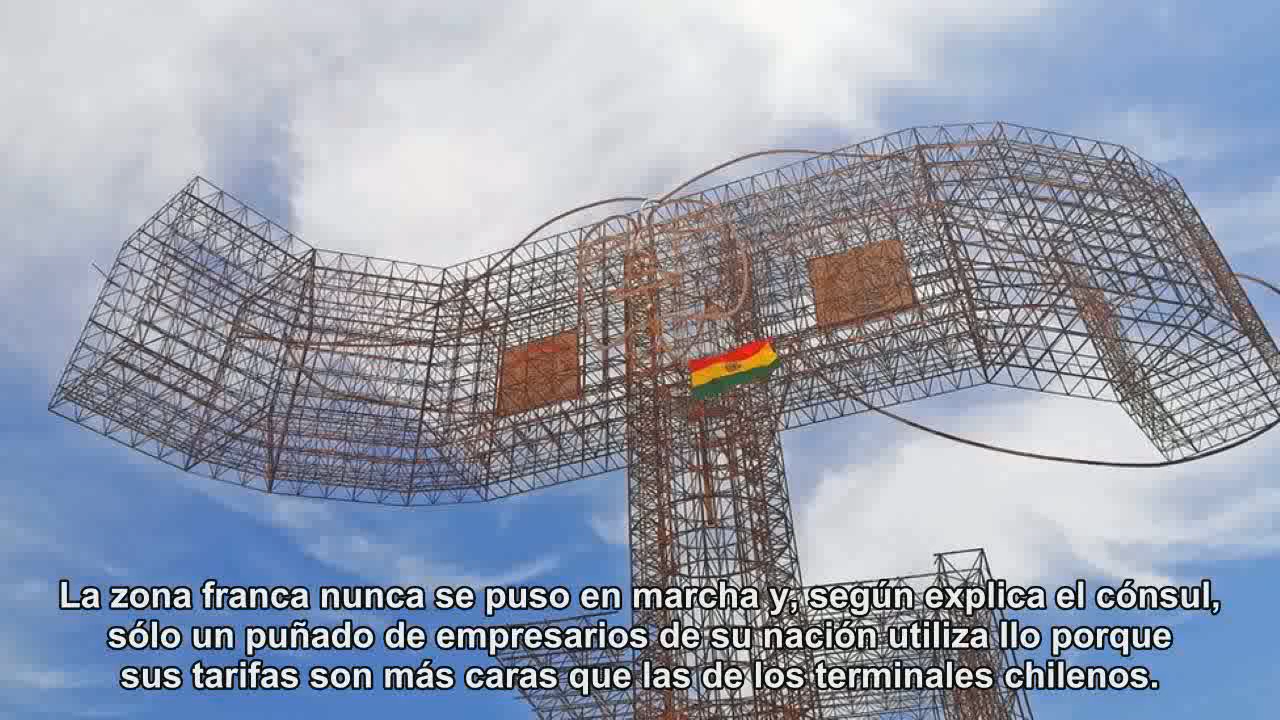 La zona franca nunca se puso en marcha y, según explica el cónsul,
sólo un puñado de empresarios de su nación utiliza Ilo porque
sus tarifas son más caras que las de los terminales chilenos.